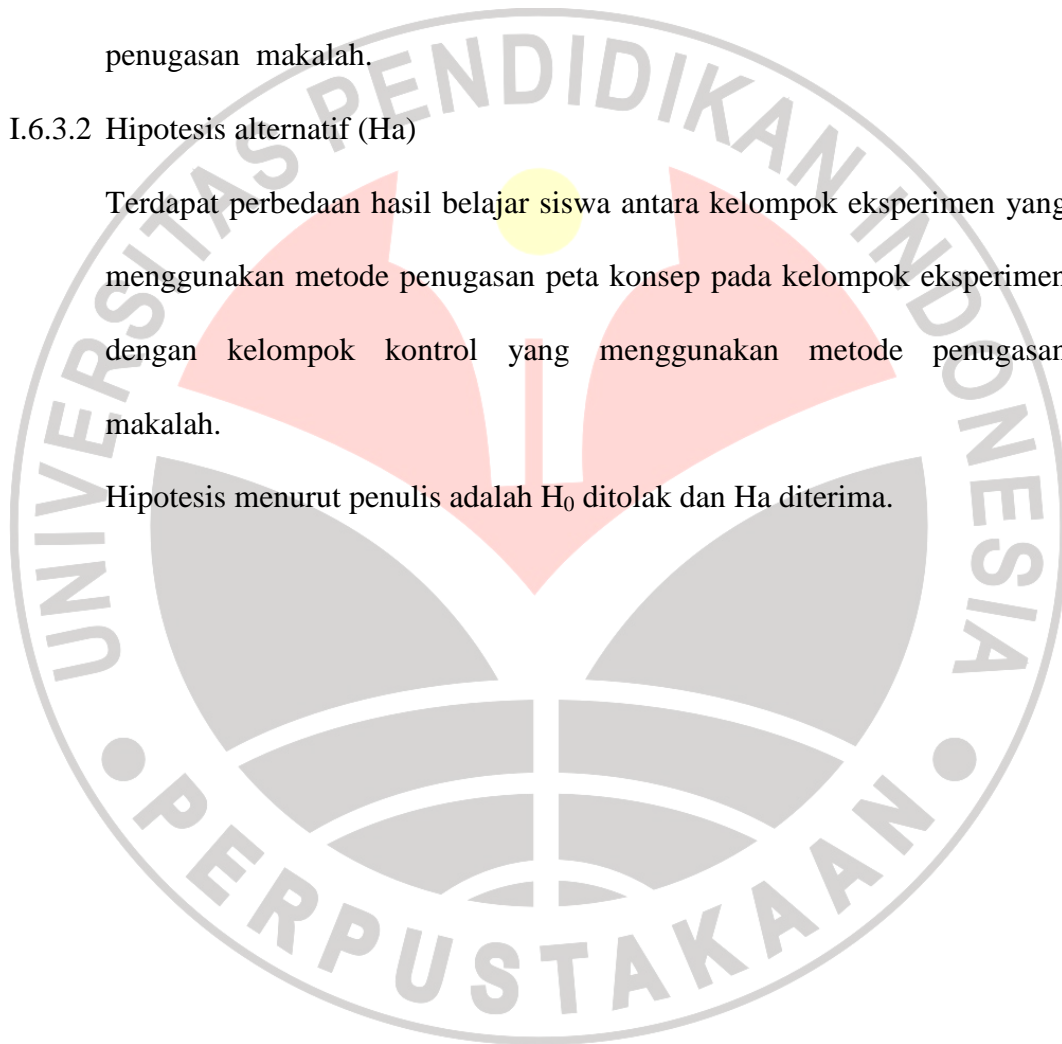 penugasan makalah.
I.6.3.2 Hipotesis alternatif (Ha)
Terdapat perbedaan hasil belajar siswa antara kelompok eksperimen yang
menggunakan metode penugasan peta konsep pada kelompok eksperimen
dengan kelompok kontrol yang menggunakan metode penugasan
makalah.
Hipotesis menurut penulis adalah H₀ ditolak dan Ha diterima.
UNIVERSITAS PENDIDIKAN INDONESIA
PERPUSTAKAAN